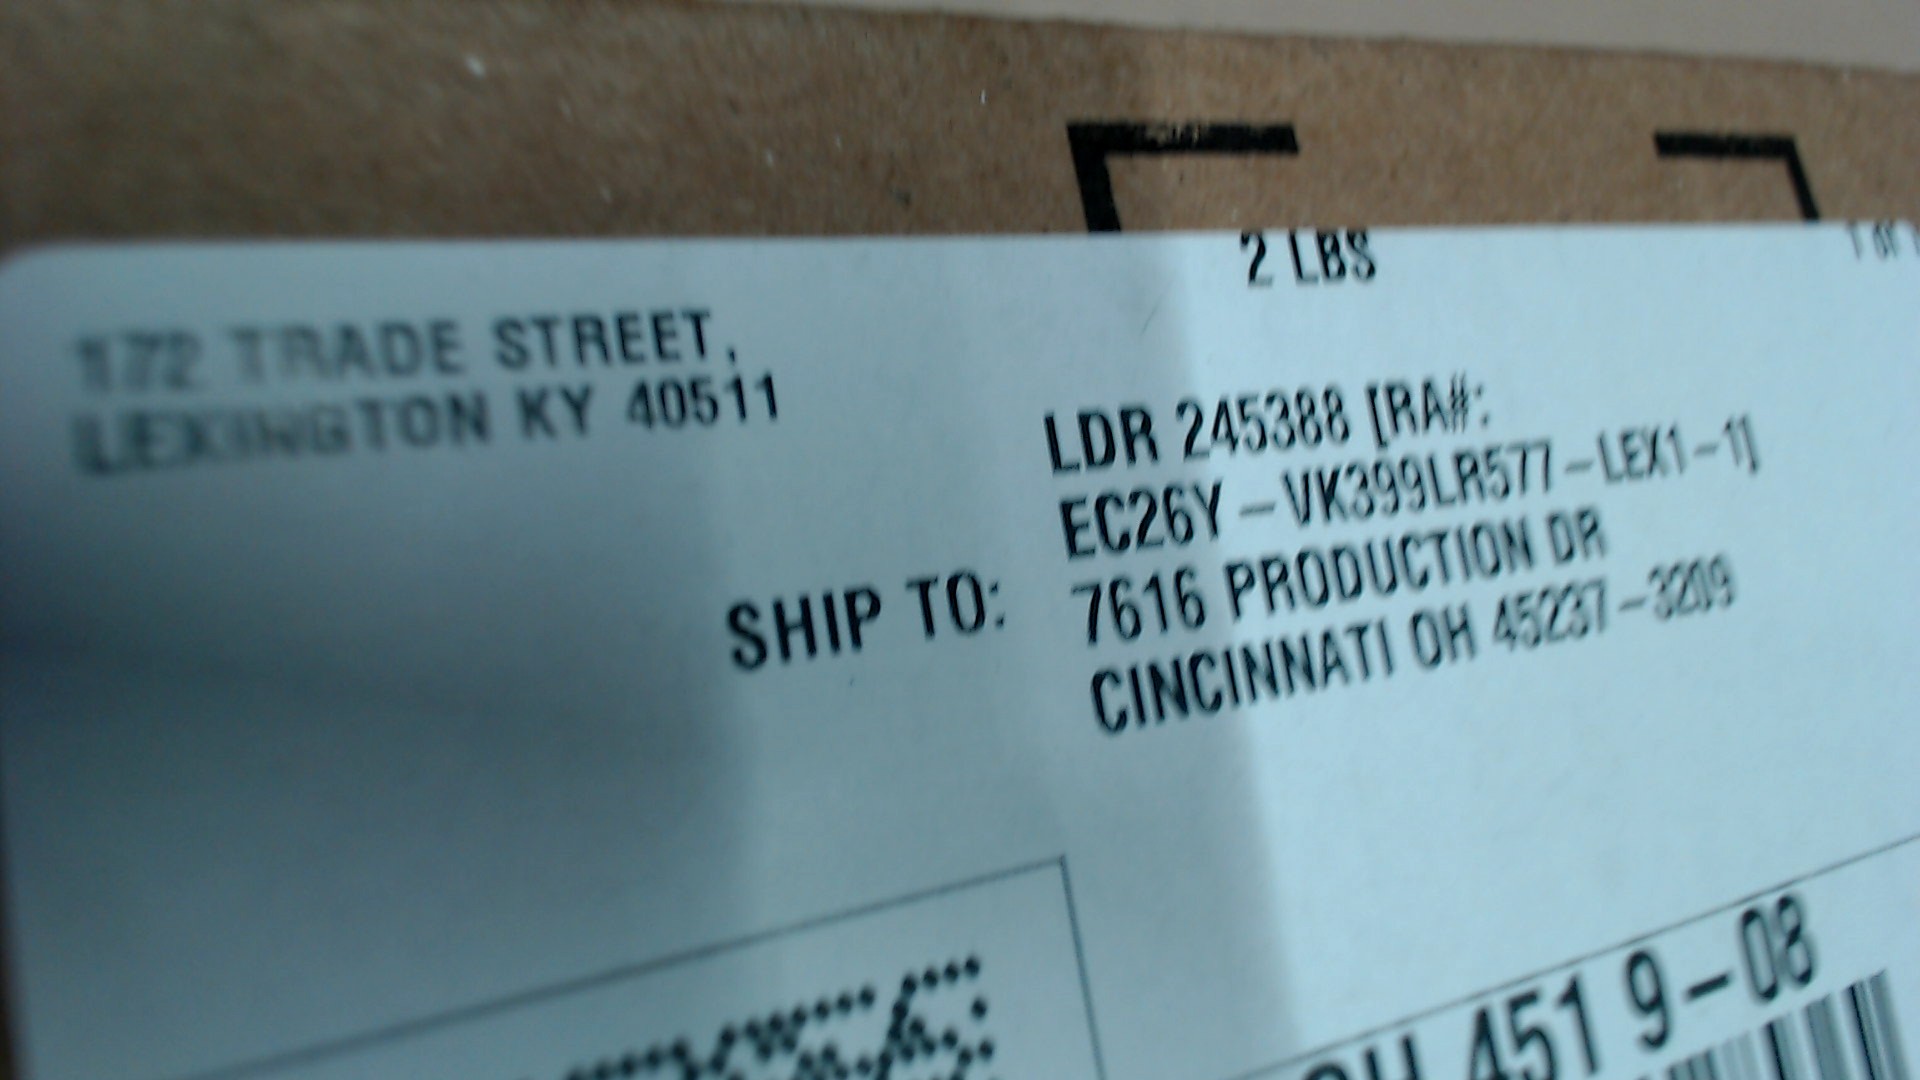 2 LBS
172 TRADE STREET,
LEXINGTON KY 40511
LDR 245388 [RA#:
EC26Y-VK399LR577-LEX1-1]
SHIP TO: 7616 PRODUCTION DR
CINCINNATI OH 45237-3209
OH 451 9-08